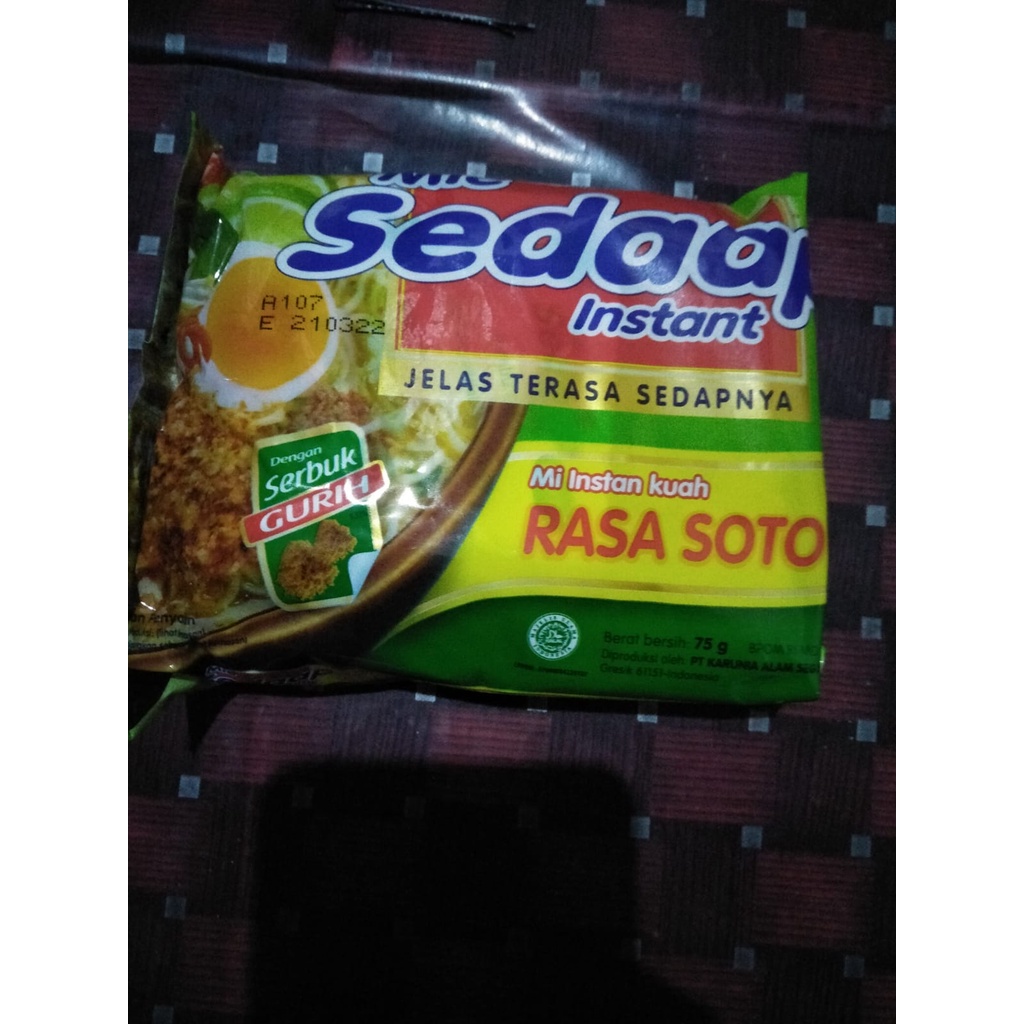 Mie
Sedaap
Instant
A107
E 210322
JELAS TERASA SEDAPNYA
Dengan
Serbuk
GURIH
Mi Instan kuah
RASA SOTO
Berat bersih: 75 g
Diproduksi oleh: PT KARUNIA ALAM
Gresik 61151-Indonesia